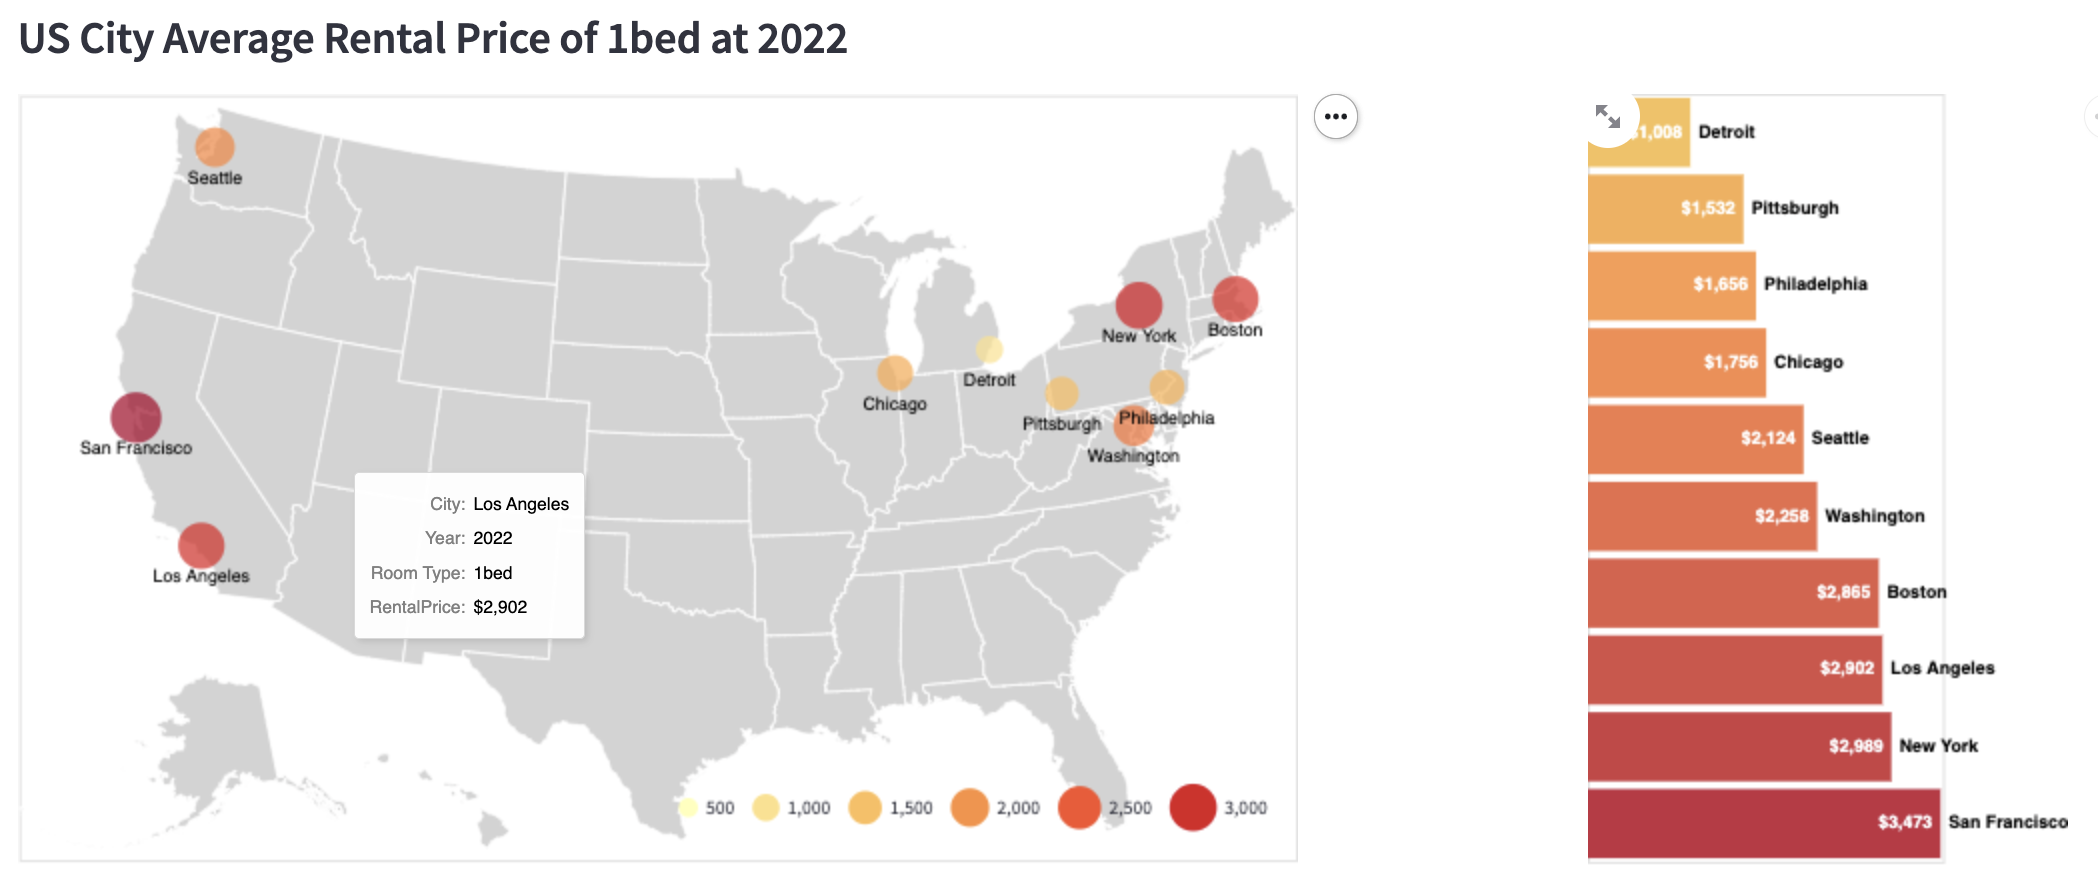 US City Average Rental Price of 1bed at 2022
Seattle
San Francisco
Los Angeles
City: Los Angeles
Year: 2022
Room Type: 1bed
RentalPrice: $2,902
Chicago
Detroit
New York
Boston
Pittsburgh
Philadelphia
Washington
500
1,000
1,500
2,000
2,500
3,000
1,008 Detroit
$1,532 Pittsburgh
$1,656 Philadelphia
$1,756 Chicago
$2,124 Seattle
$2,258 Washington
$2,865 Boston
$2,902 Los Angeles
$2,989 New York
$3,473 San Francisco